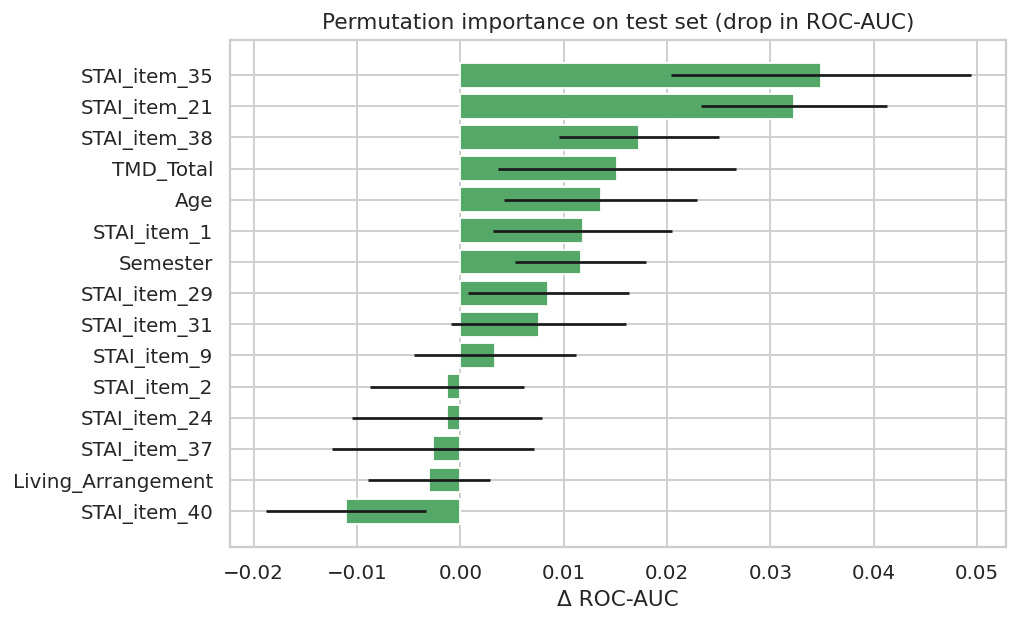 Permutation importance on test set (drop in ROC-AUC)
STAI_item_35
STAI_item_21
STAI_item_38
TMD_Total
Age
STAI_item_1
Semester
STAI_item_29
STAI_item_31
STAI_item_9
STAI_item_2
STAI_item_24
STAI_item_37
Living_Arrangement
STAI_item_40
−0.02 −0.01 0.00 0.01 0.02 0.03 0.04 0.05
Δ ROC-AUC